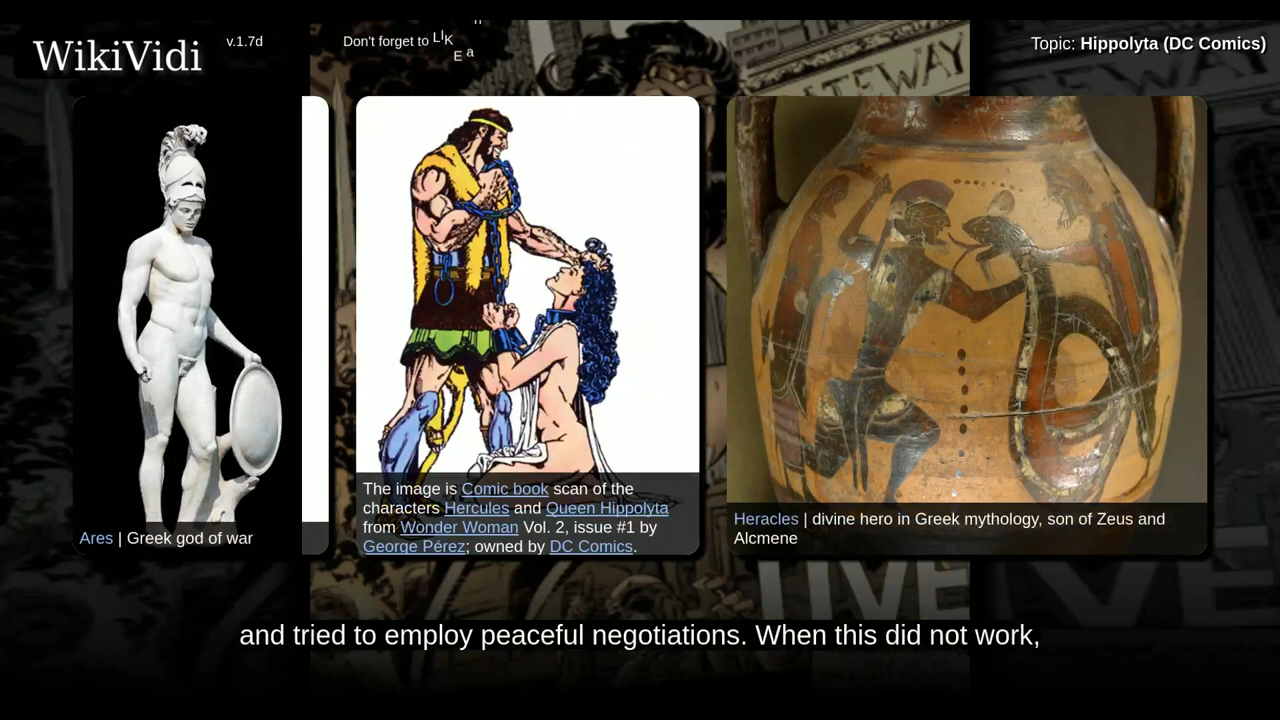 WikiVidi
v.1.7d
Don't forget to LIKE a
Topic: Hippolyta (DC Comics)
GATEWAY
The image is Comic book scan of the
characters Hercules and Queen Hippolyta
from Wonder Woman Vol. 2, issue #1 by
George Pérez; owned by DC Comics.
Heracles | divine hero in Greek mythology, son of Zeus and
Alcmene
Ares | Greek god of war
LIVE
and tried to employ peaceful negotiations. When this did not work,